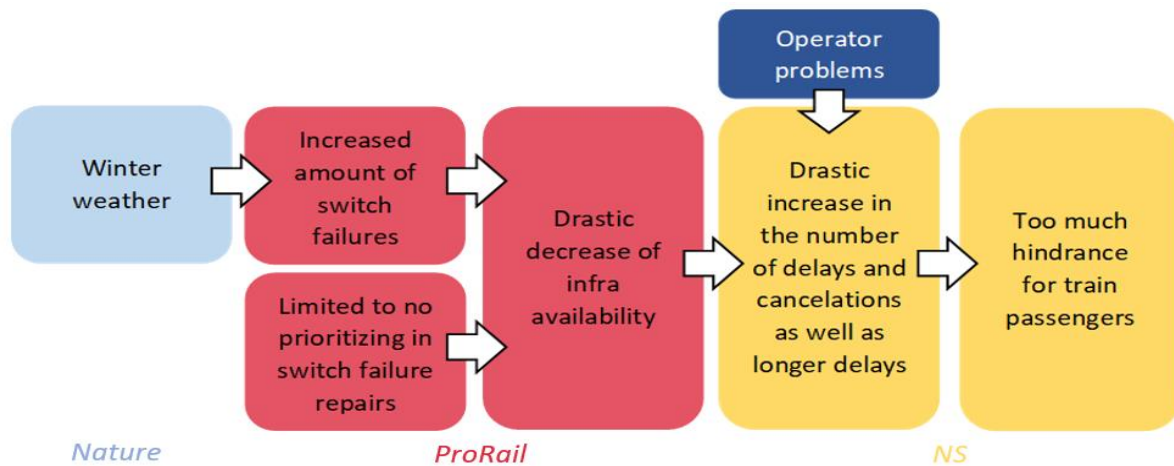 Operator
problems
Winter
weather
Increased
amount of
switch
failures
Limited to no
prioritizing in
switch failure
repairs
Drastic
decrease of
infra
availability
Drastic
increase in
the number
of delays and
cancelations
as well as
longer delays
Too much
hindrance
for train
passengers
Nature
ProRail
NS